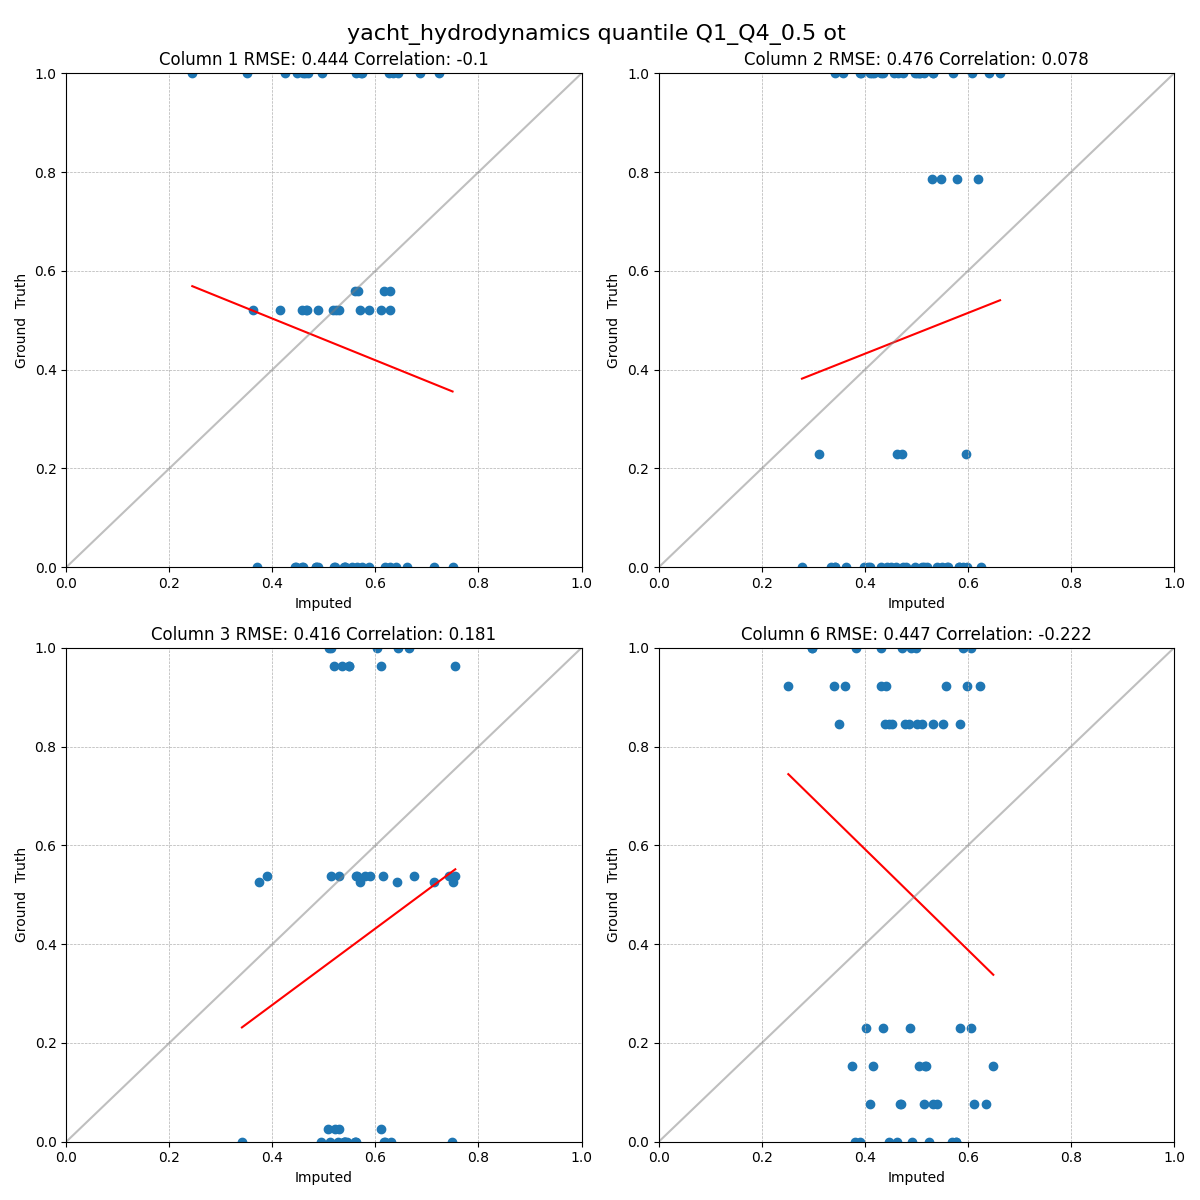 yacht_hydrodynamics quantile Q1_Q4_0.5 ot
Column 1 RMSE: 0.444 Correlation: -0.1
1.0
0.8
0.6
0.4
0.2
0.0
Ground Truth
0.0 0.2 0.4 0.6 0.8 1.0
Imputed
Column 2 RMSE: 0.476 Correlation: 0.078
1.0
0.8
0.6
0.4
0.2
0.0
Ground Truth
0.0 0.2 0.4 0.6 0.8 1.0
Imputed
Column 3 RMSE: 0.416 Correlation: 0.181
1.0
0.8
0.6
0.4
0.2
0.0
Ground Truth
0.0 0.2 0.4 0.6 0.8 1.0
Imputed
Column 6 RMSE: 0.447 Correlation: -0.222
1.0
0.8
0.6
0.4
0.2
0.0
Ground Truth
0.0 0.2 0.4 0.6 0.8 1.0
Imputed